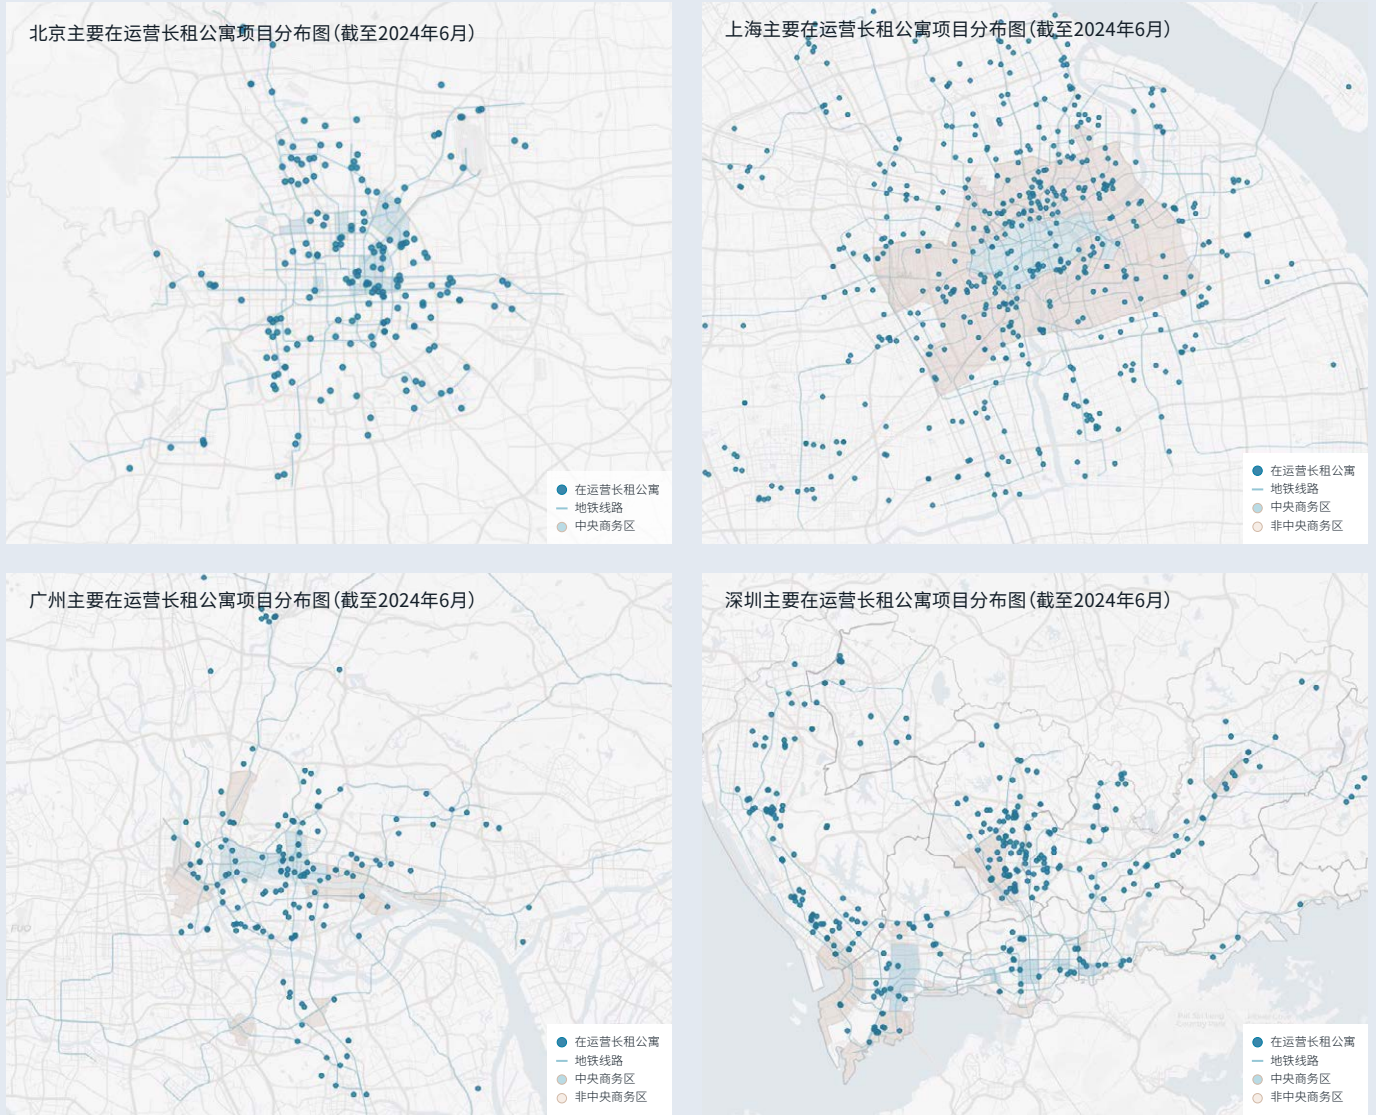 北京主要在运营长租公寓项目分布图(截至2024年6月)
在运营长租公寓
地铁线路
中央商务区
上海主要在运营长租公寓项目分布图(截至2024年6月)
在运营长租公寓
地铁线路
中央商务区
非中央商务区
广州主要在运营长租公寓项目分布图(截至2024年6月)
在运营长租公寓
地铁线路
中央商务区
非中央商务区
深圳主要在运营长租公寓项目分布图(截至2024年6月)
在运营长租公寓
地铁线路
中央商务区
非中央商务区